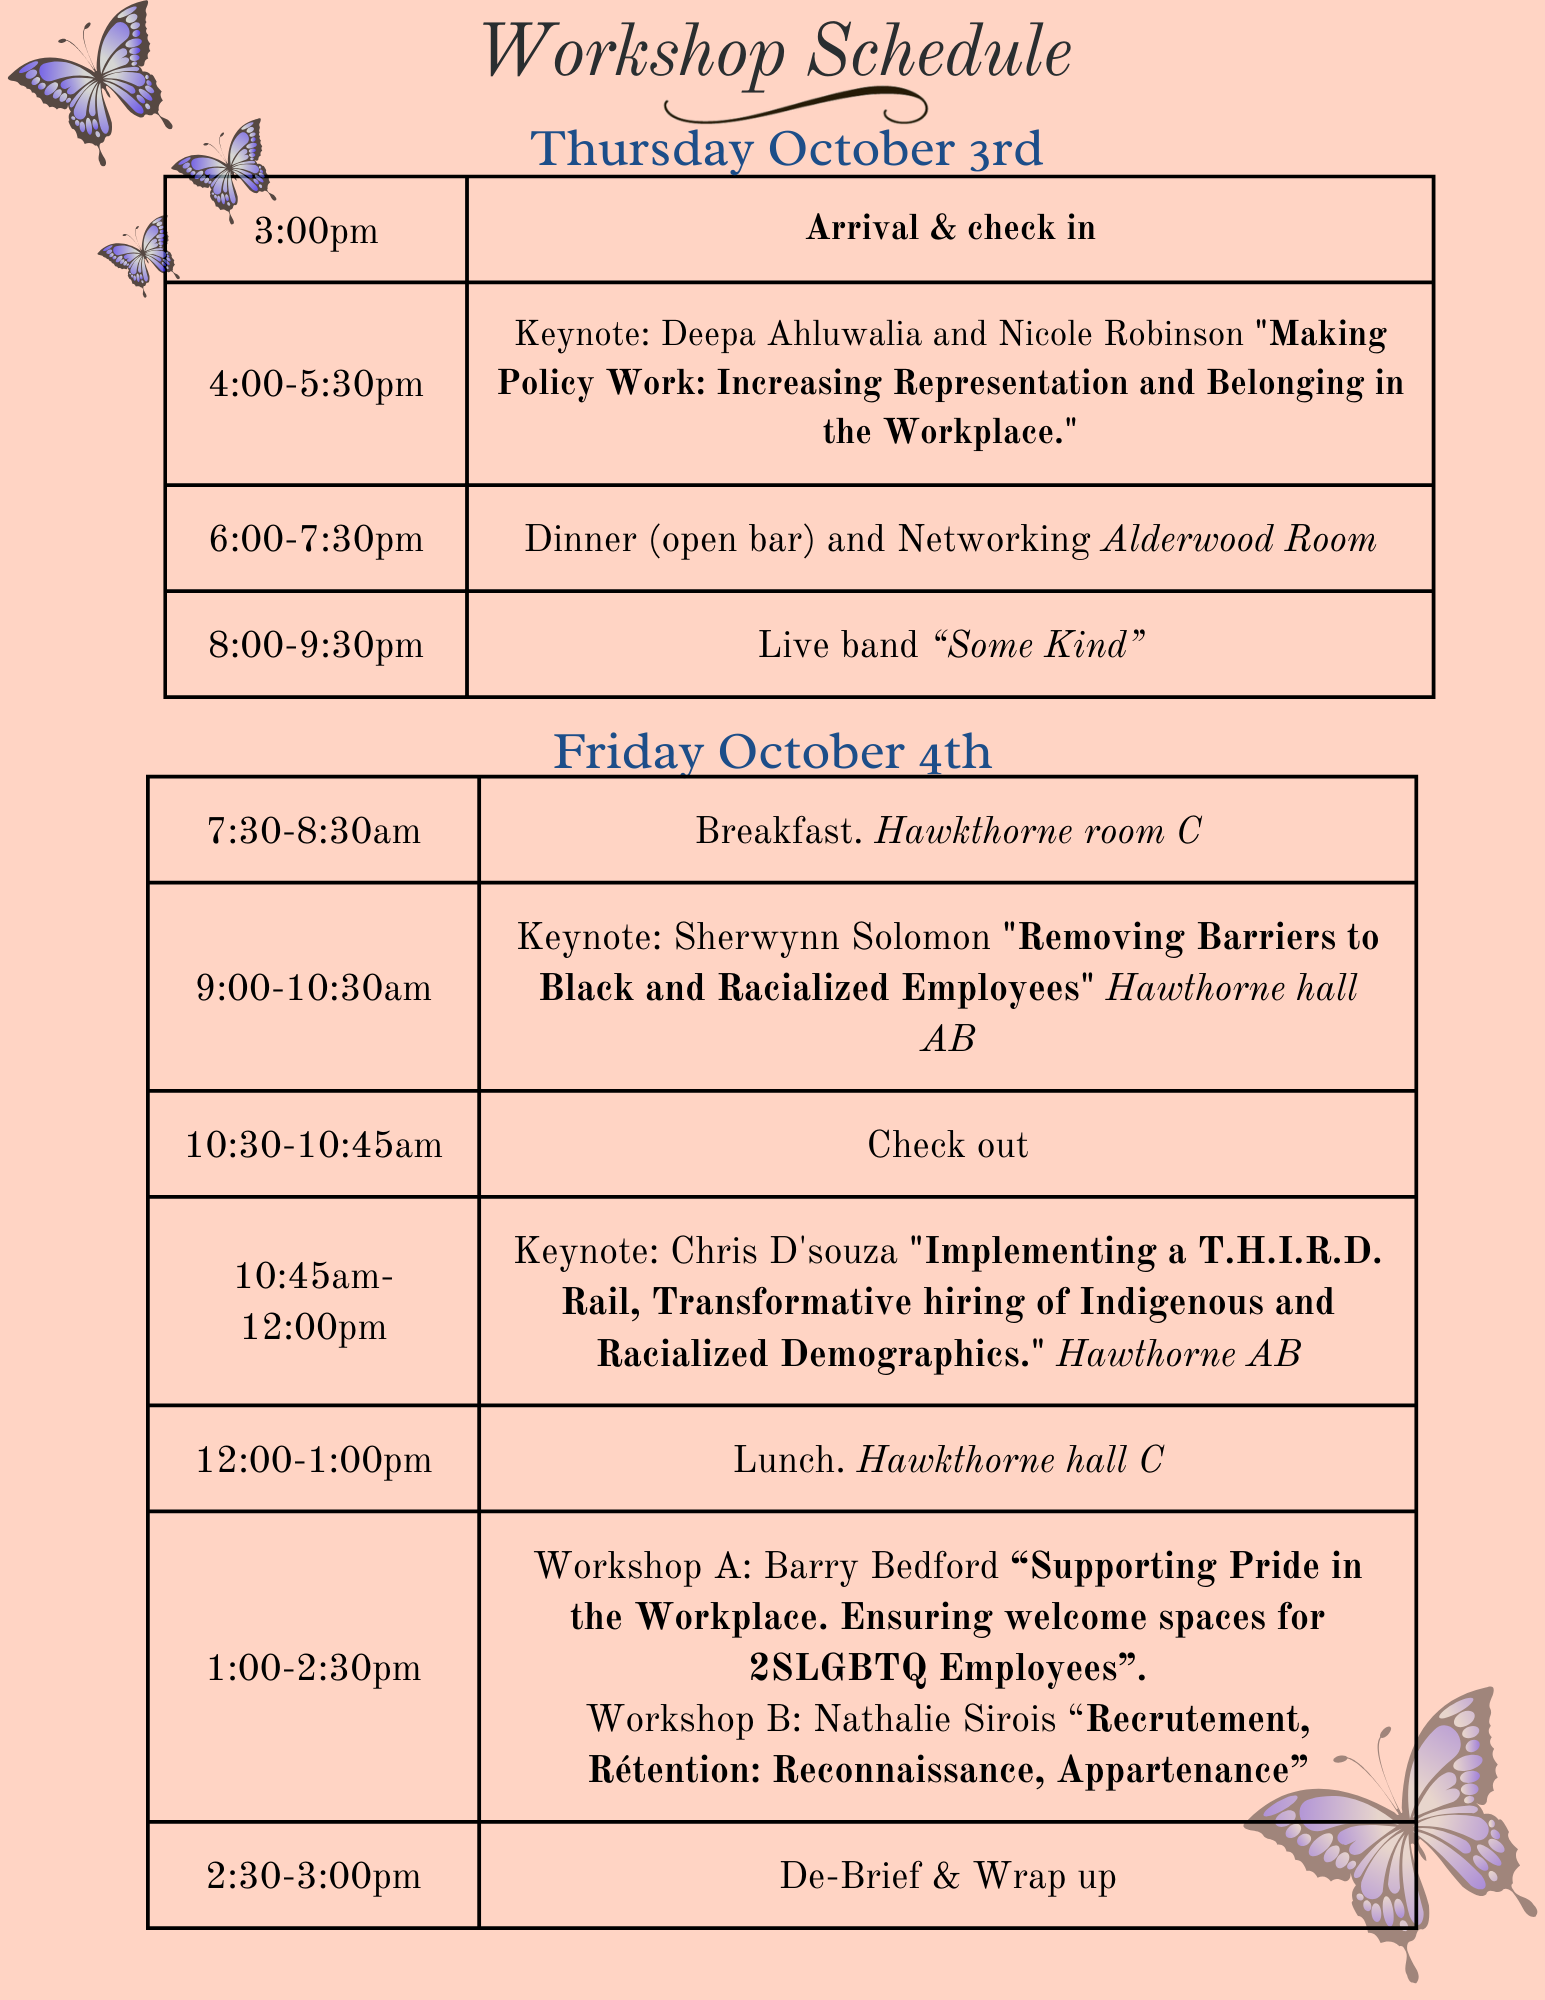 Workshop Schedule
Thursday October 3rd
3:00pm
Arrival & check in
4:00-5:30pm
Keynote: Deepa Ahluwalia and Nicole Robinson "Making
Policy Work: Increasing Representation and Belonging in
the Workplace."
6:00-7:30pm
Dinner (open bar) and Networking Alderwood Room
8:00-9:30pm
Live band “Some Kind”
Friday October 4th
7:30-8:30am
Breakfast. Hawkthorne room C
9:00-10:30am
Keynote: Sherwynn Solomon "Removing Barriers to
Black and Racialized Employees" Hawthorne hall
AB
10:30-10:45am
Check out
10:45am-
12:00pm
Keynote: Chris D'souza "Implementing a T.H.I.R.D.
Rail, Transformative hiring of Indigenous and
Racialized Demographics." Hawthorne AB
12:00-1:00pm
Lunch. Hawkthorne hall C
1:00-2:30pm
Workshop A: Barry Bedford “Supporting Pride in
the Workplace. Ensuring welcome spaces for
2SLGBTQ Employees”.
Workshop B: Nathalie Sirois “Recrutement,
Rétention: Reconnaissance, Appartenance”
2:30-3:00pm
De-Brief & Wrap up